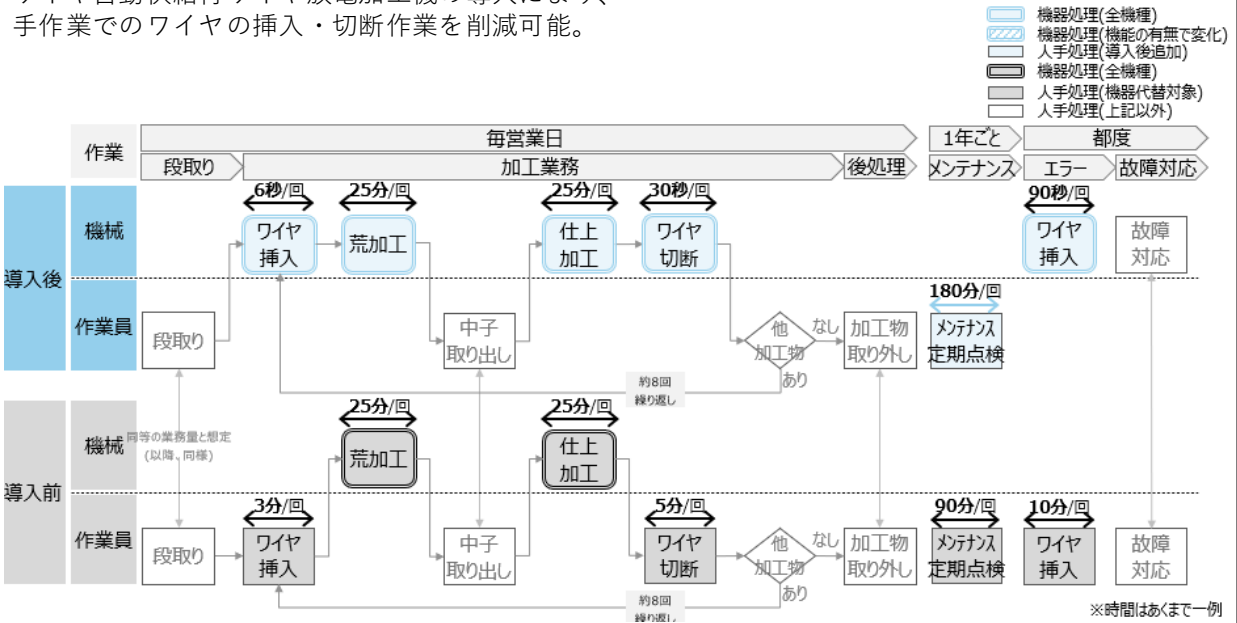 手作業でのワイヤの挿入・切断作業を削減可能。
機器処理(全機種)
機器処理(機能の有無で変化)
人手処理(導入後追加)
機器処理(全機種)
人手処理(機器代替対象)
人手処理(上記以外)
作業
毎営業日
1年ごと
都度
段取り
加工業務
後処理
メンテナンス
エラー
故障対応
導入後
機械
6秒/回
ワイヤ
挿入
25分/回
荒加工
25分/回
仕上
加工
30秒/回
ワイヤ
切断
90秒/回
ワイヤ
挿入
故障
対応
作業員
段取り
中子
取り出し
他
加工物
なし
あり
加工物
取り外し
180分/回
メンテナンス
定期点検
約8回
繰り返し
同等の業務量と想定
(以降、同様)
導入前
機械
25分/回
荒加工
25分/回
仕上
加工
作業員
段取り
3分/回
ワイヤ
挿入
中子
取り出し
5分/回
ワイヤ
切断
他
加工物
なし
あり
加工物
取り外し
90分/回
メンテナンス
定期点検
10分/回
ワイヤ
挿入
故障
対応
約8回
繰り返し
※時間はあくまで一例